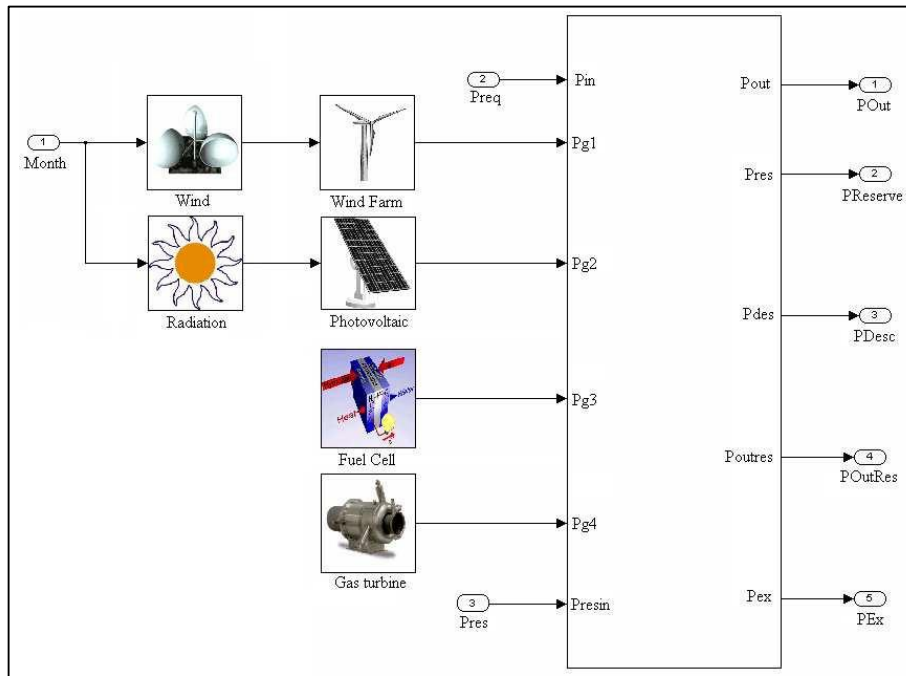 2
Preq
Pin
Pout
1
POut
1
Month
Wind
Wind Farm
Pg1
Pres
2
PReserve
Radiation
Photovoltaic
Pg2
Pdes
3
PDesc
Heat
Fuel Cell
Pg3
Poutres
4
POutRes
Gas turbine
Pg4
3
Pres
Presin
Pex
5
PEx